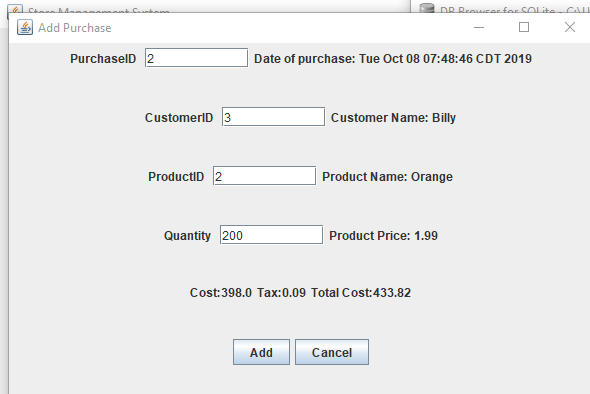 Store Management System
DB Browser for SQLite - C:\U
Add Purchase
PurchaseID 2 Date of purchase: Tue Oct 08 07:48:46 CDT 2019
CustomerID 3 Customer Name: Billy
ProductID 2 Product Name: Orange
Quantity 200 Product Price: 1.99
Cost:398.0 Tax:0.09 Total Cost:433.82
Add Cancel